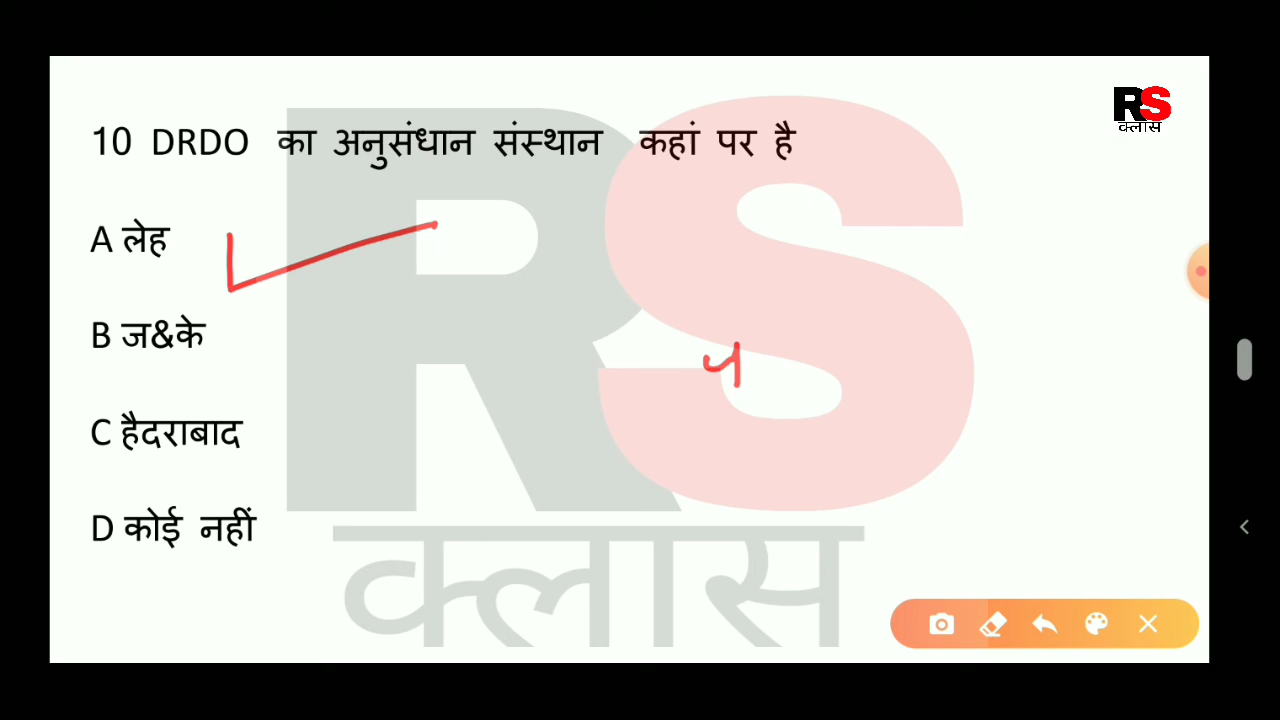 RS
क्लास
10 DRDO का अनुसंधान संस्थान कहां पर है
A लेह
B ज&के
C हैदराबाद
D कोई नहीं
RS
क्लास